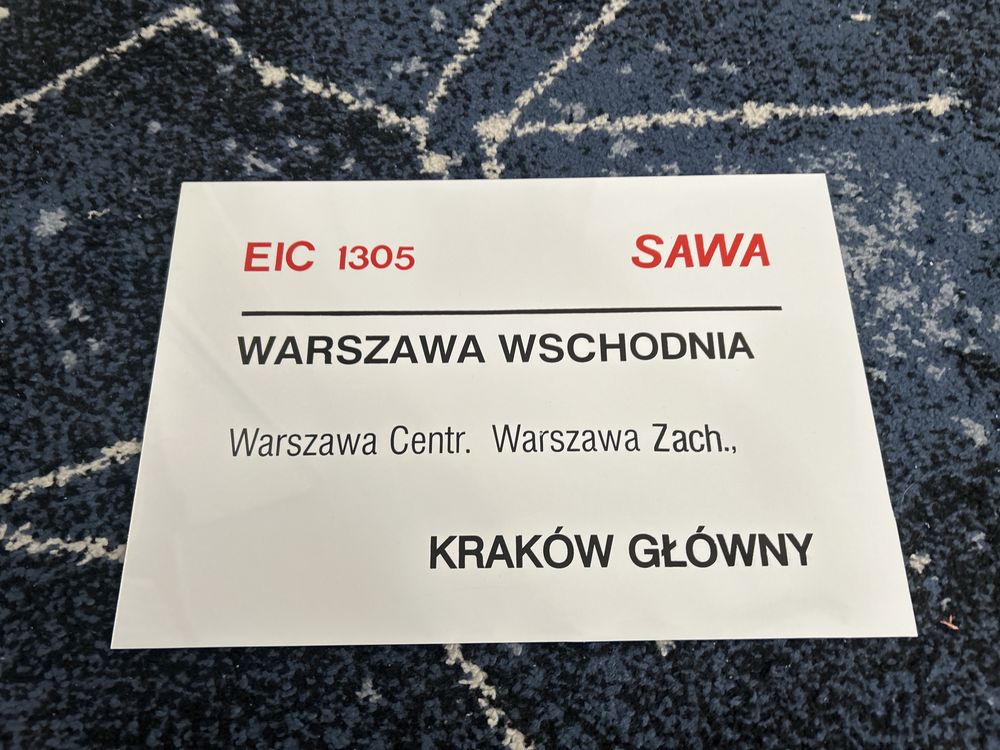 EIC 1305 SAWA
WARSZAWA WSCHODNIA
Warszawa Centr. Warszawa Zach.,
KRAKÓW GŁÓWNY